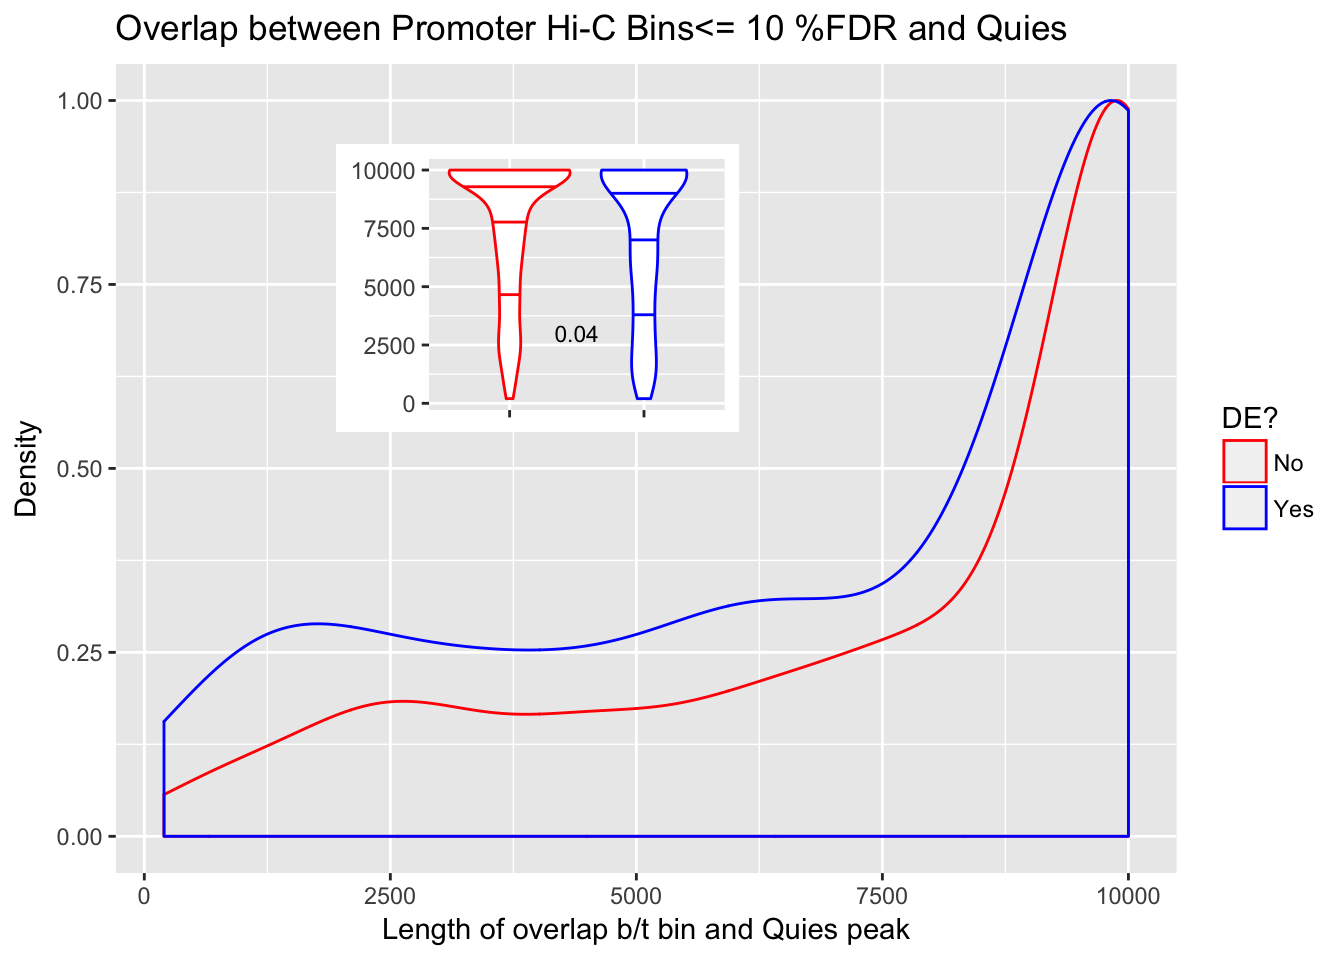 Overlap between Promoter Hi-C Bins<= 10 %FDR and Quies
Density
1.00
0.75
0.50
0.25
0.00
10000
7500
5000
2500
0
0.04
0
2500
5000
7500
10000
Length of overlap b/t bin and Quies peak
DE?
No
Yes